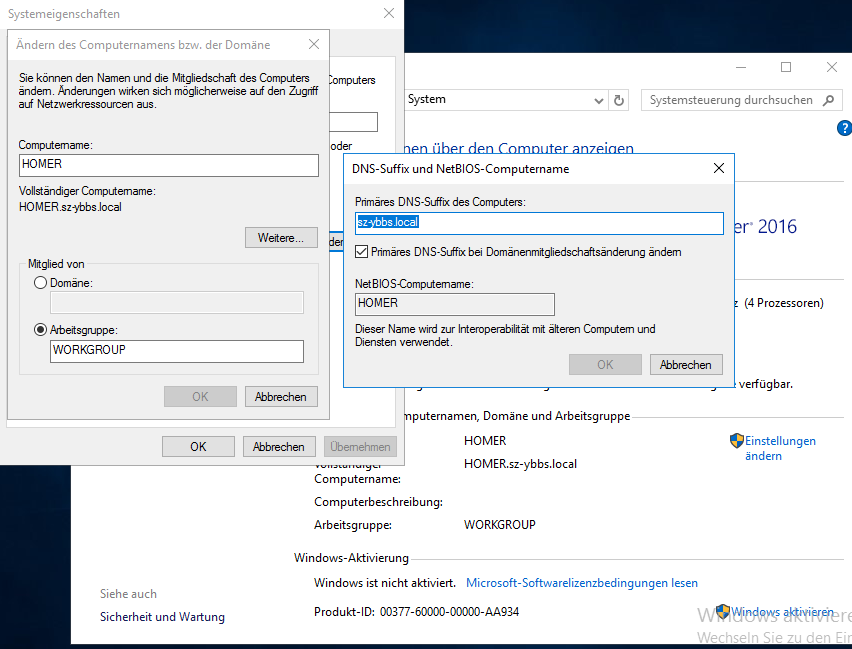 Systemeigenschaften
Ändern des Computernamens bzw. der Domäne
Sie können den Namen und die Mitgliedschaft des Computers
ändern. Änderungen wirken sich möglicherweise auf den Zugriff
auf Netzwerkressourcen aus.
Computername:
HOMER
Vollständiger Computername:
HOMER.sz-ybbs.local
Weitere...
Mitglied von
Domäne:
Arbeitsgruppe:
WORKGROUP
OK
Abbrechen
OK
Abbrechen
Übernehmen
Computers
oder
System
Systemsteuerung durchsuchen
?
über den Computer anzeigen
DNS-Suffix und NetBIOS-Computername
Primäres DNS-Suffix des Computers:
sz-ybbs.local
Primäres DNS-Suffix bei Domänenmitgliedschaftsänderung ändern
NetBIOS-Computername:
HOMER
Dieser Name wird zur Interoperabilität mit älteren Computern und
Diensten verwendet.
OK
Abbrechen
2016
(4 Prozessoren)
verfügbar.
Domäne und Arbeitsgruppe
HOMER
Einstellungen
ändern
Vollständiger
Computername:
HOMER.sz-ybbs.local
Computerbeschreibung:
Arbeitsgruppe:
WORKGROUP
Windows-Aktivierung
Windows ist nicht aktiviert.
Microsoft-Softwarelizenzbedingungen lesen
Produkt-ID: 00377-60000-00000-AA934
Windows aktivieren
Siehe auch
Sicherheit und Wartung
Windows aktiviere
Wechseln Sie zu den Ein